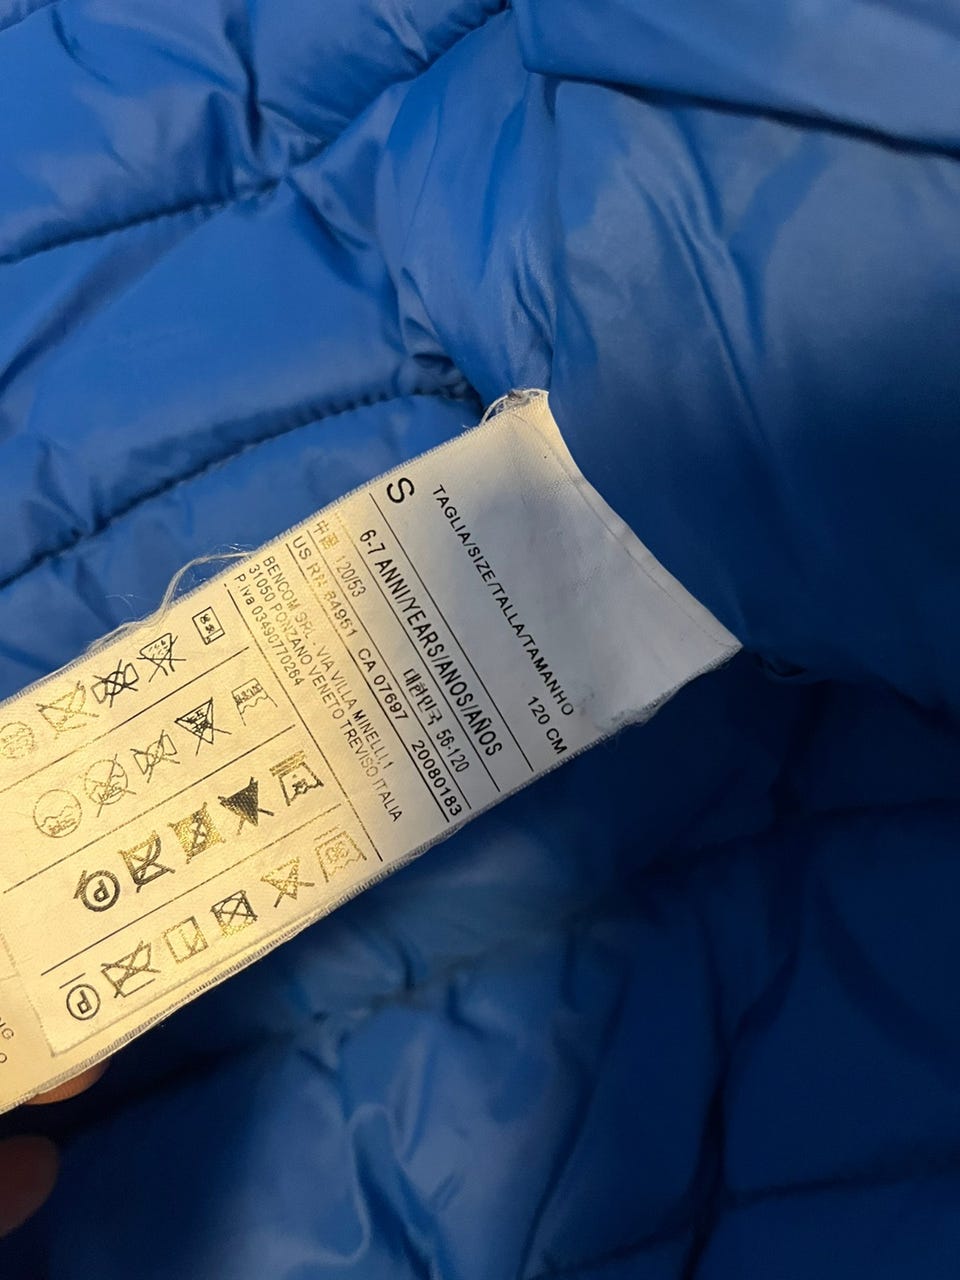 TAGLIA/SIZE/TALLA/TAMANHO
S 120 CM
6-7 ANNI/YEARS/ANOS/AÑOS
中国 120/53 대한민국 56-120
US RN 84961 CA 07697 20080183
BENCOM SRL VIA VILLA MINELLI,1
31050 PONZANO VENETO TREVISO ITALIA
P.iva 03490770264
P
P
NG
O